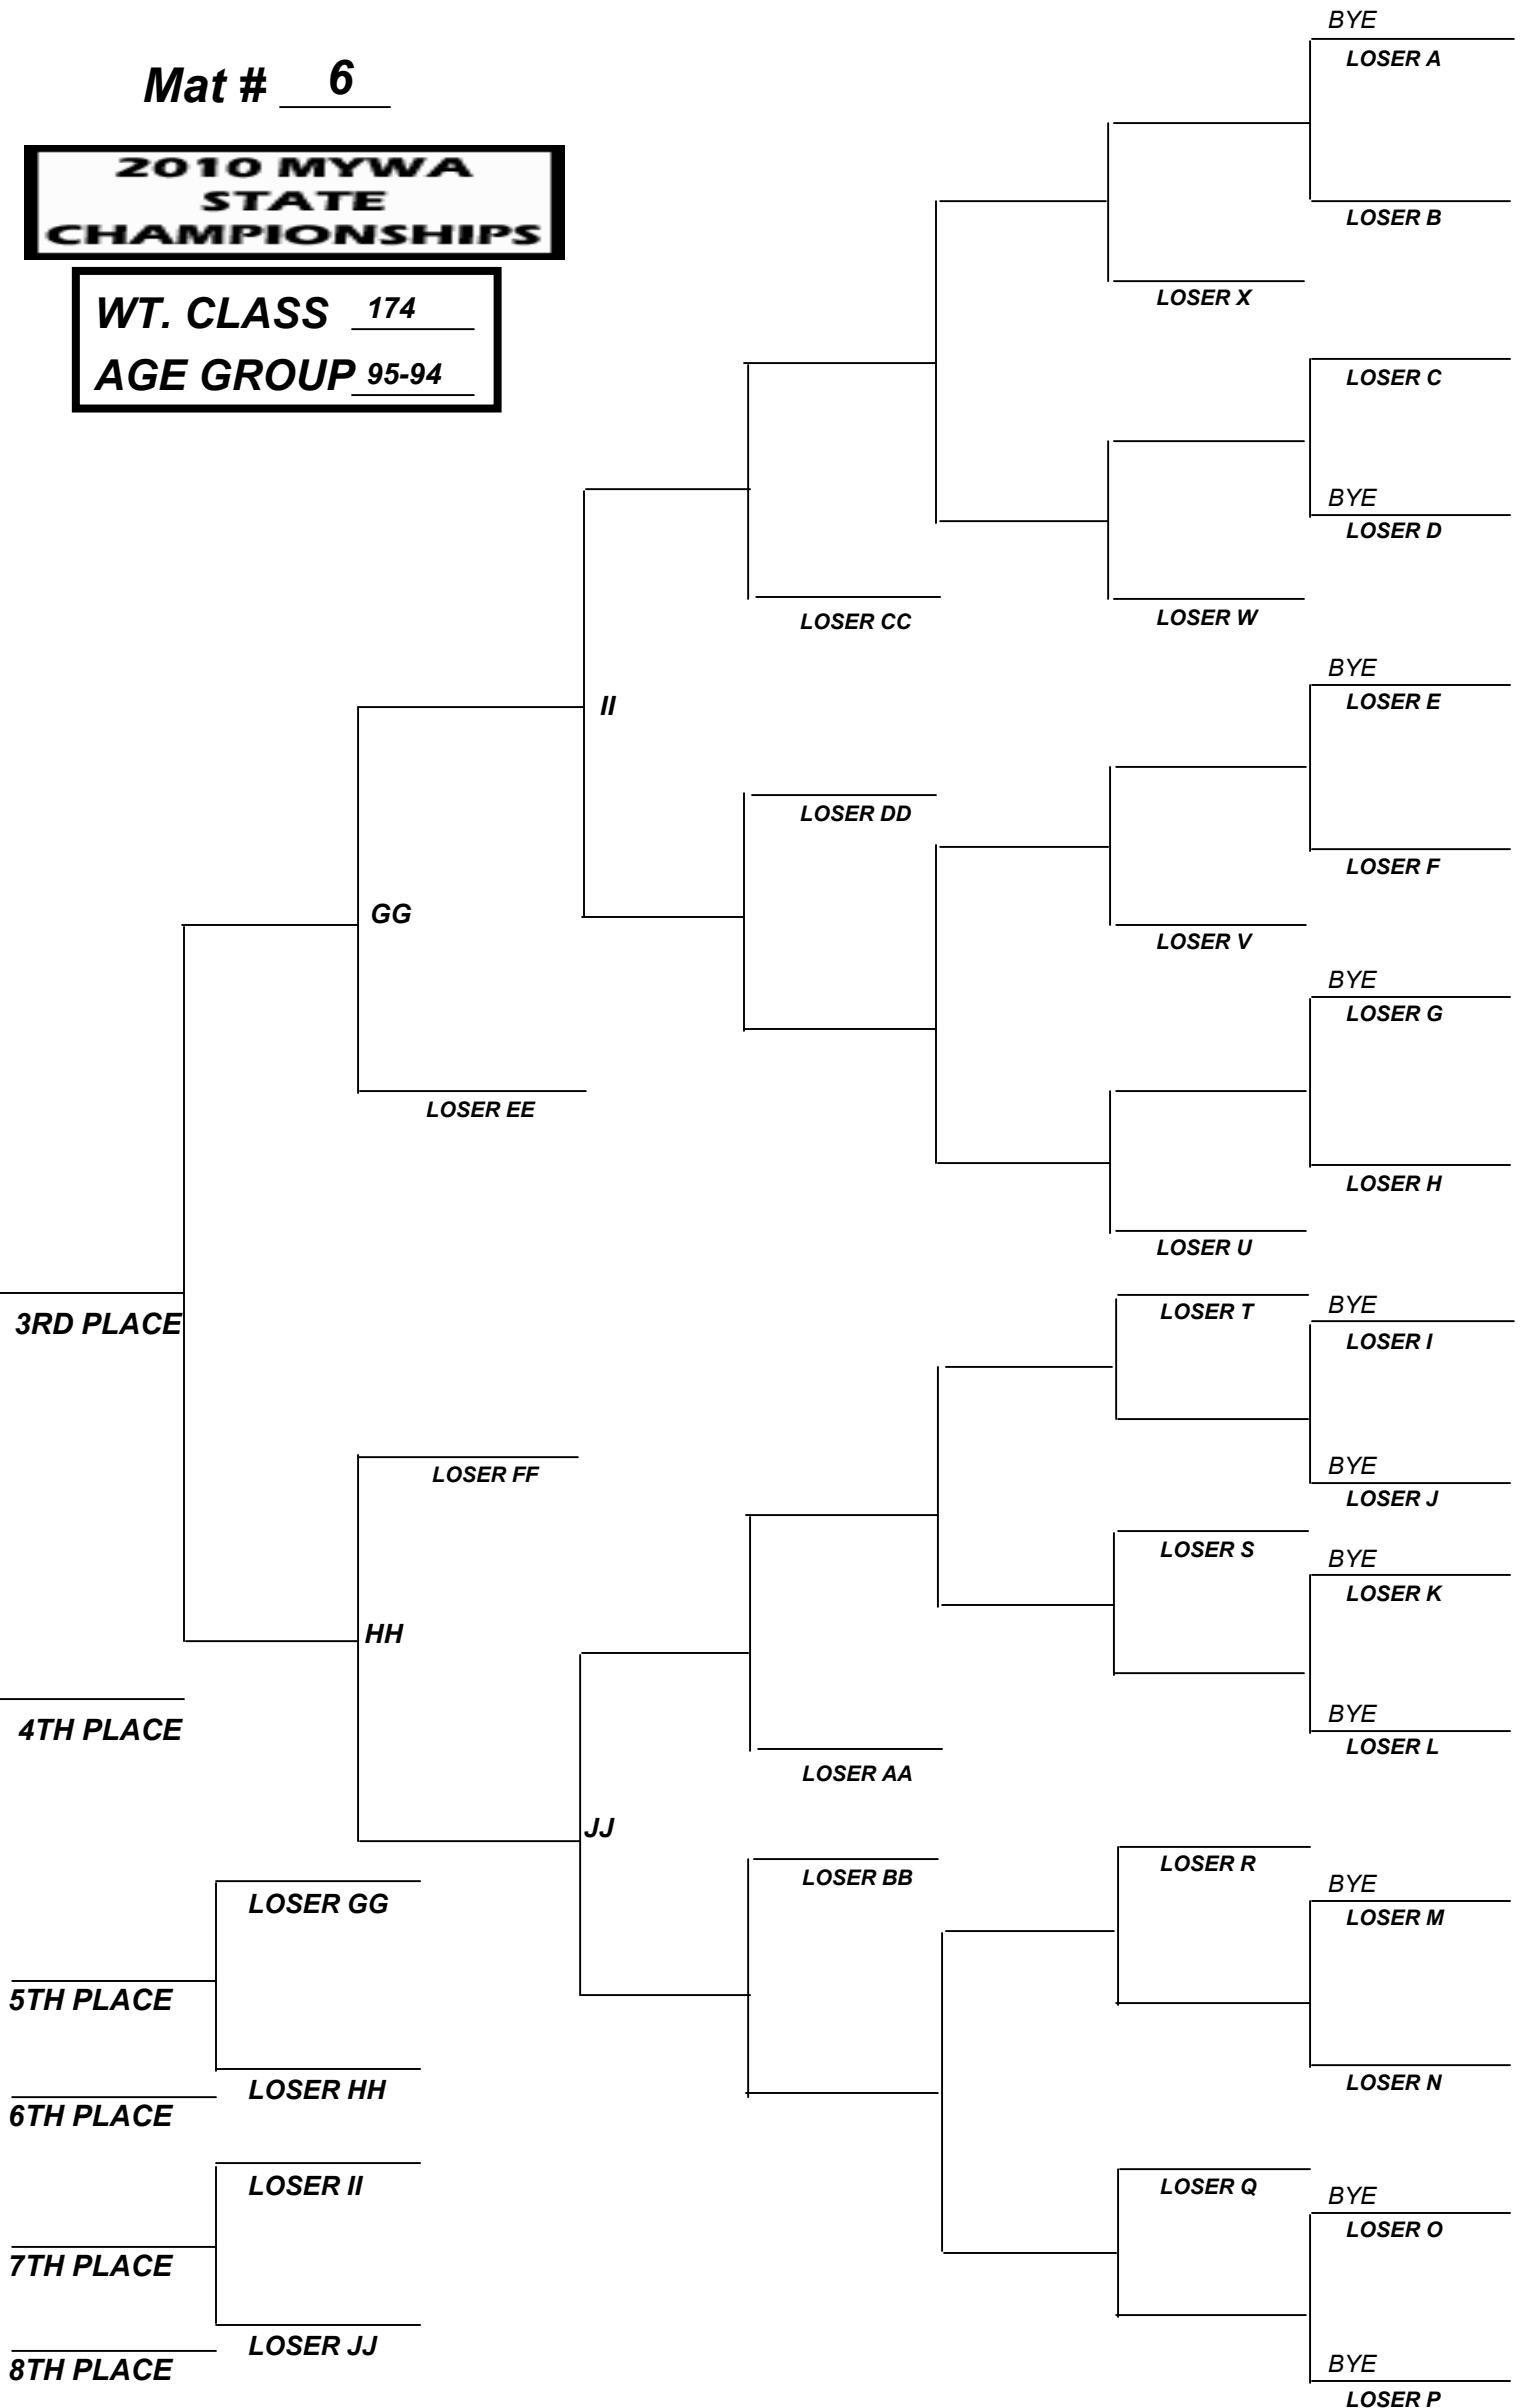 Mat # 6
2010 MYWA
STATE
CHAMPIONSHIPS
WT. CLASS 174
AGE GROUP 95-94
BYE
LOSER A
LOSER B
LOSER X
LOSER C
BYE
LOSER D
LOSER CC
LOSER W
BYE
LOSER E
II
LOSER DD
LOSER F
GG
LOSER V
BYE
LOSER G
LOSER EE
LOSER H
LOSER U
3RD PLACE
LOSER T
BYE
LOSER I
LOSER FF
BYE
LOSER J
LOSER S
BYE
LOSER K
HH
4TH PLACE
BYE
LOSER L
LOSER AA
JJ
LOSER BB
LOSER R
BYE
LOSER M
LOSER GG
5TH PLACE
LOSER HH
LOSER N
6TH PLACE
LOSER II
LOSER Q
BYE
LOSER O
7TH PLACE
LOSER JJ
8TH PLACE
BYE
LOSER P